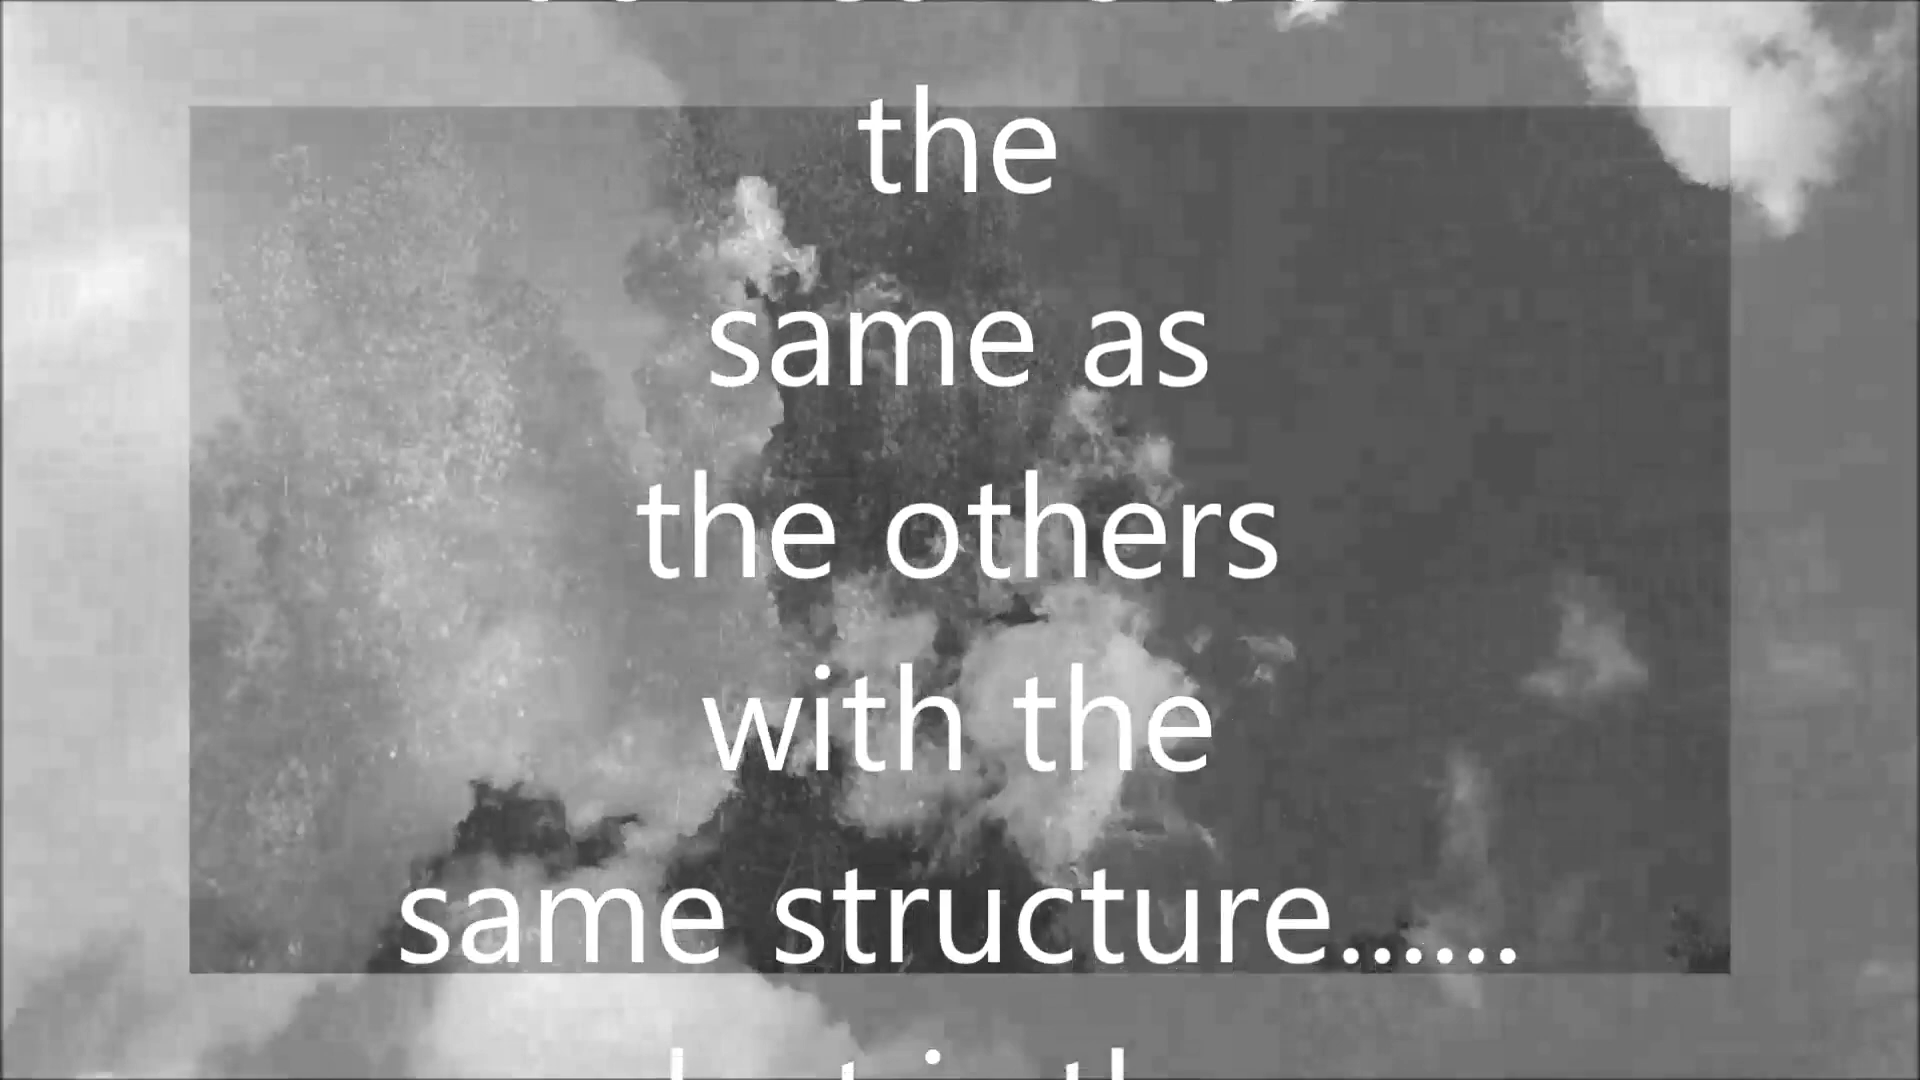 the
same as
the others
with the
same structure......